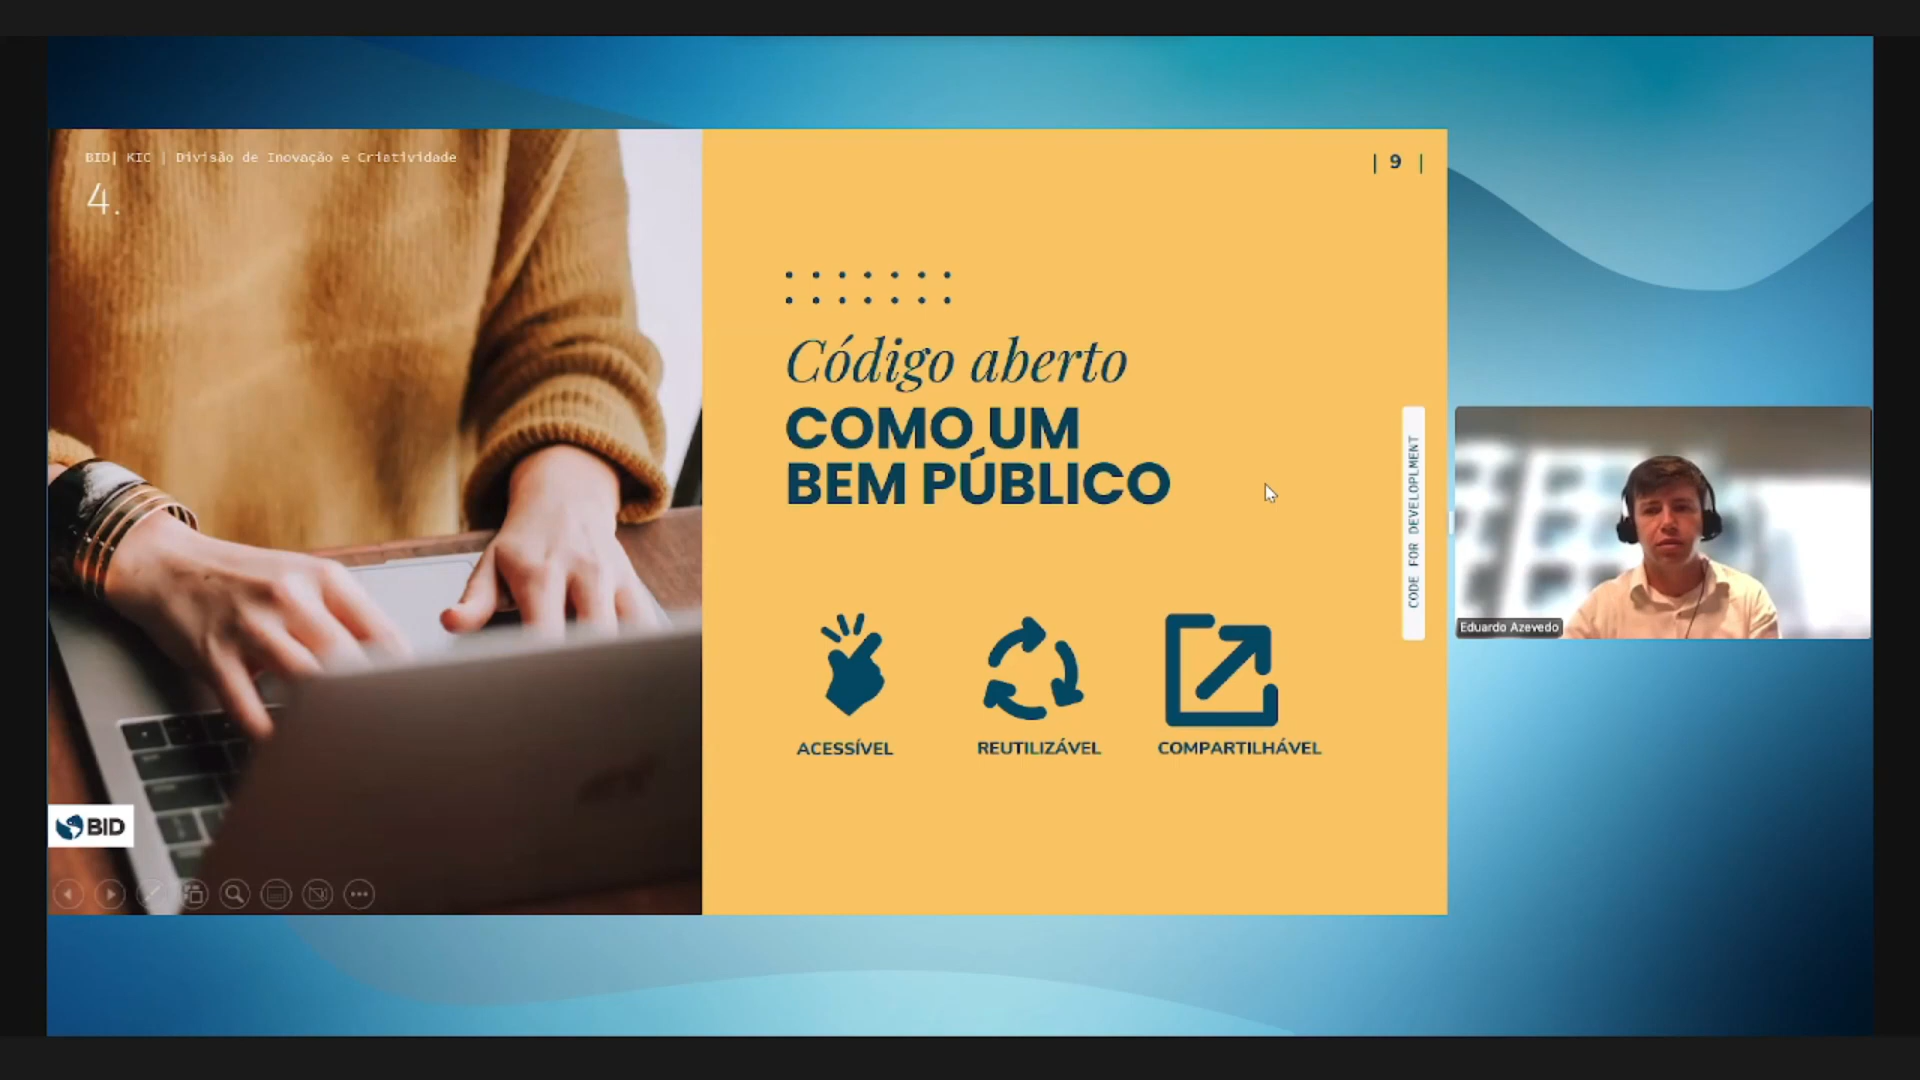 BID| KIC | Divisão de Inovação e Criatividade
4.
| 9 |
Código aberto
COMO UM
BEM PÚBLICO
ACESSÍVEL
REUTILIZÁVEL
COMPARTILHÁVEL
CODE FOR DEVELOPLMENT
BID
Eduardo Azevedo